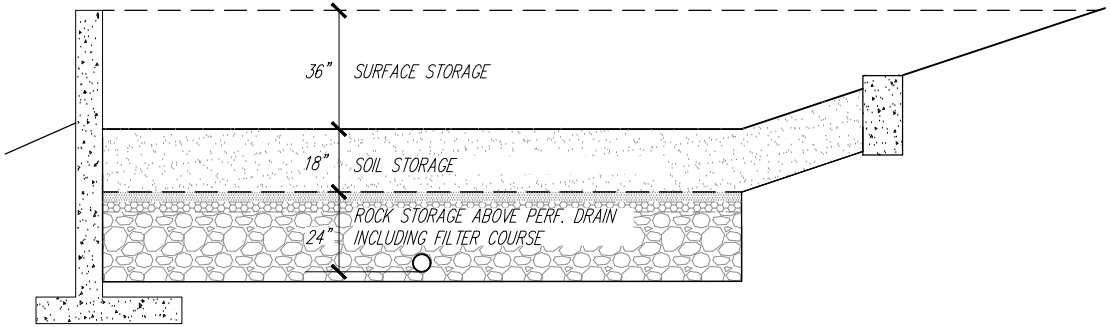 36” SURFACE STORAGE
18” SOIL STORAGE
ROCK STORAGE ABOVE PERF. DRAIN
24” INCLUDING FILTER COURSE